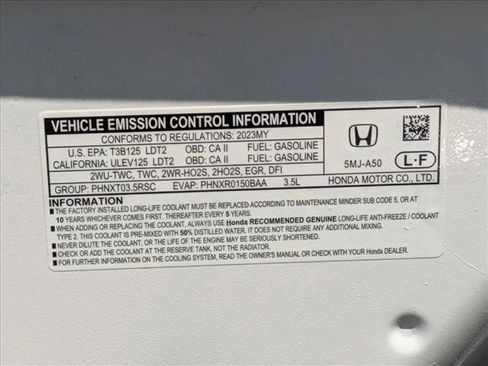 VEHICLE EMISSION CONTROL INFORMATION
CONFORMS TO REGULATIONS: 2023MY
U.S. EPA: T3B125 LDT2 OBD: CA II FUEL: GASOLINE
CALIFORNIA: ULEV125 LDT2 OBD: CA II FUEL: GASOLINE
2WU-TWC, TWC, 2WR-HO2S, 2HO2S, EGR, DFI
GROUP: PHNXT03.5RSC EVAP: PHNXR0150BAA 3.5L
HONDA
5MJ-A50
L-F
HONDA MOTOR CO., LTD.
INFORMATION
■ THE FACTORY INSTALLED LONG-LIFE COOLANT MUST BE REPLACED ACCORDING TO MAINTENANCE MINDER SUB CODE 5, OR AT
10 YEARS WHICHEVER COMES FIRST. THEREAFTER EVERY 5 YEARS.
■ WHEN ADDING OR REPLACING THE COOLANT, ALWAYS USE Honda RECOMMENDED GENUINE LONG-LIFE ANTI-FREEZE / COOLANT
TYPE 2. THIS COOLANT IS PRE-MIXED WITH 50% DISTILLED WATER, AND DOES NOT REQUIRE ANY ADDITIONAL MIXING.
■ DO NOT ADD WATER, OR THE LIFE OF THE ENGINE MAY BE SERIOUSLY SHORTENED.
■ CHECK OR ADD THE COOLANT AT THE RESERVE TANK, NOT THE RADIATOR.
■ FOR FURTHER INFORMATION ON THE COOLING SYSTEM, READ THE OWNER'S MANUAL OR CHECK WITH YOUR Honda DEALER.